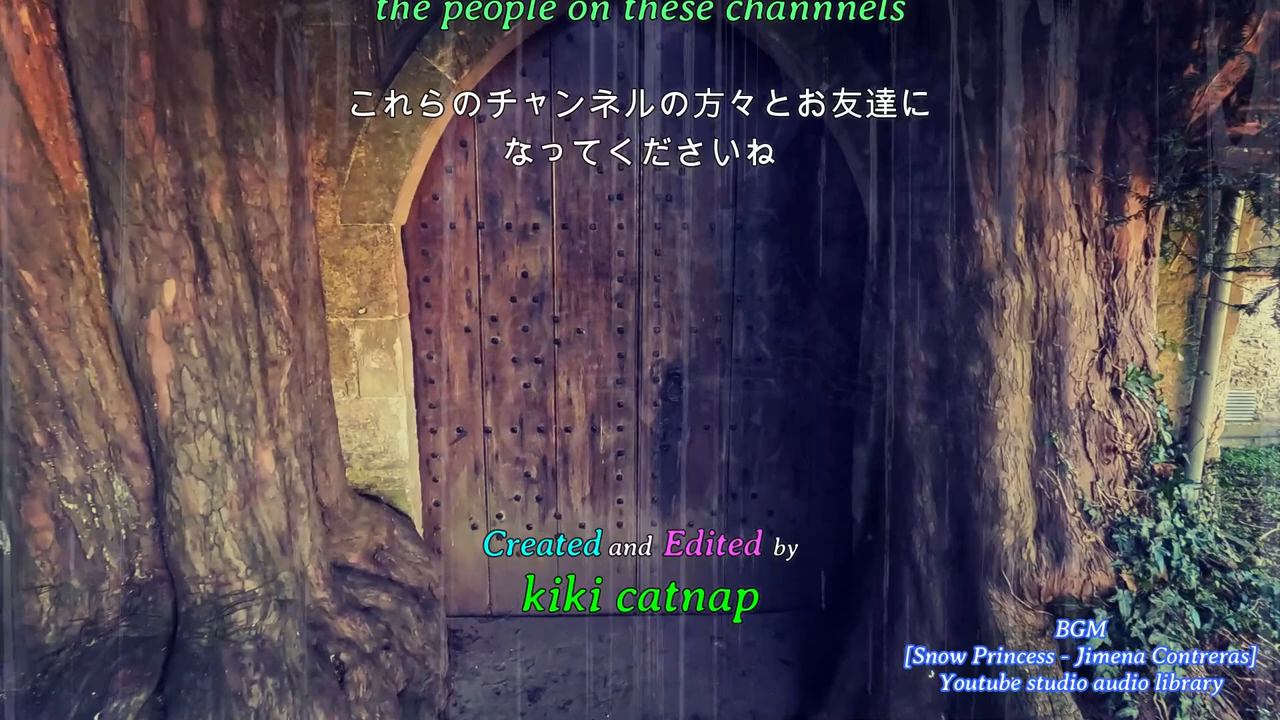 the people on these channnels
これらのチャンネルの方々とお友達に
なってくださいね
Created and Edited by
kiki catnap
BGM
[Snow Princess - Jimena Contreras]
Youtube studio audio library